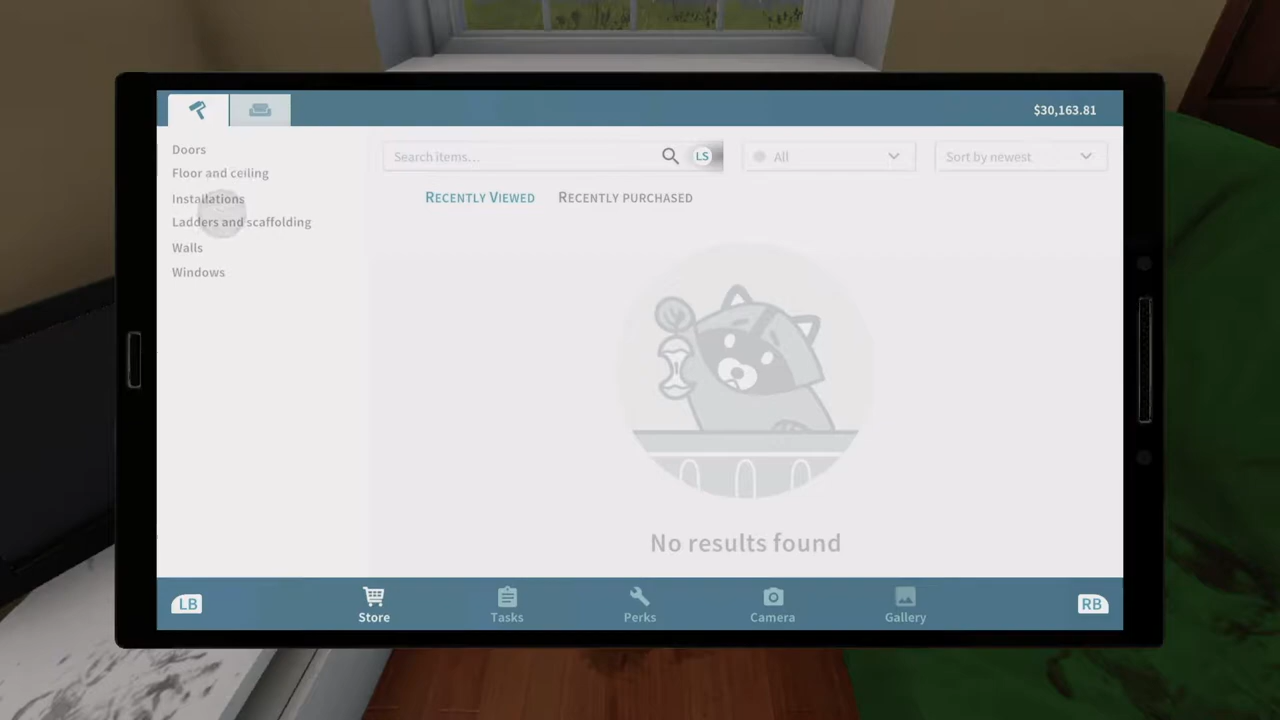 $30,163.81
Doors
Floor and ceiling
Installations
Ladders and scaffolding
Walls
Windows
Search items...
LS
All
Sort by newest
RECENTLY VIEWED
RECENTLY PURCHASED
No results found
LB
Store
Tasks
Perks
Camera
Gallery
RB